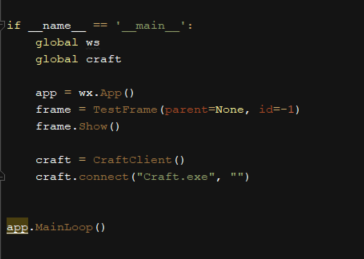 if __name__ == '__main__':
    global ws
    global craft
    app = wx.App()
    frame = TestFrame(parent=None, id=-1)
    frame.Show()
    craft = CraftClient()
    craft.connect("Craft.exe", "")
app.MainLoop()